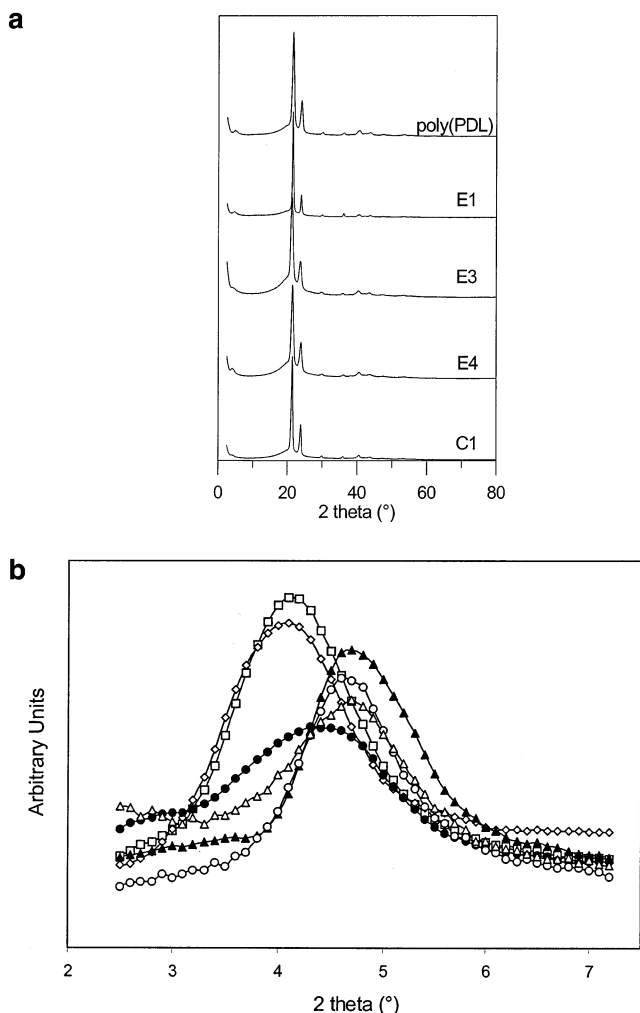 a
poly(PDL)
E1
E3
E4
C1
0 20 40 60 80
2 theta (°)
b
Arbitrary Units
2 3 4 5 6 7
2 theta (°)